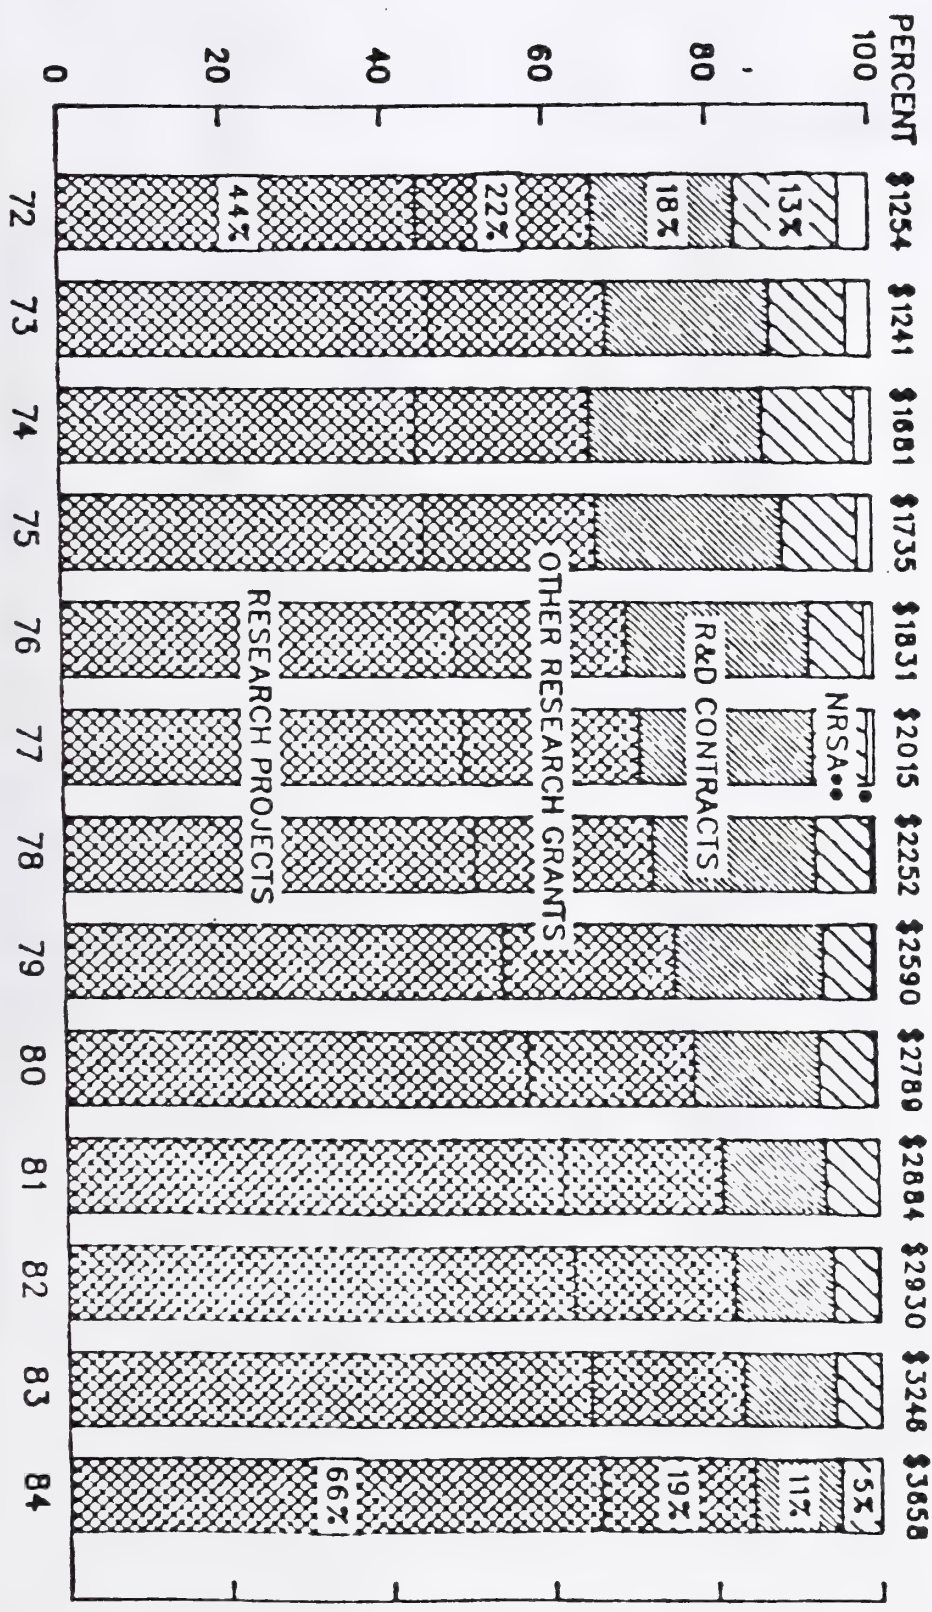 PERCENT $1254 $1241 $1681 $1735 $1831 $2015 $2252 $2590 $2789 $2884 $2930 $3248 $3658
100
80
60
40
20
0
13%
18%
22%
44%
NRSA●●
R&D CONTRACTS
OTHER RESEARCH GRANTS
RESEARCH PROJECTS
5%
11%
19%
66%
72 73 74 75 76 77 78 79 80 81 82 83 84